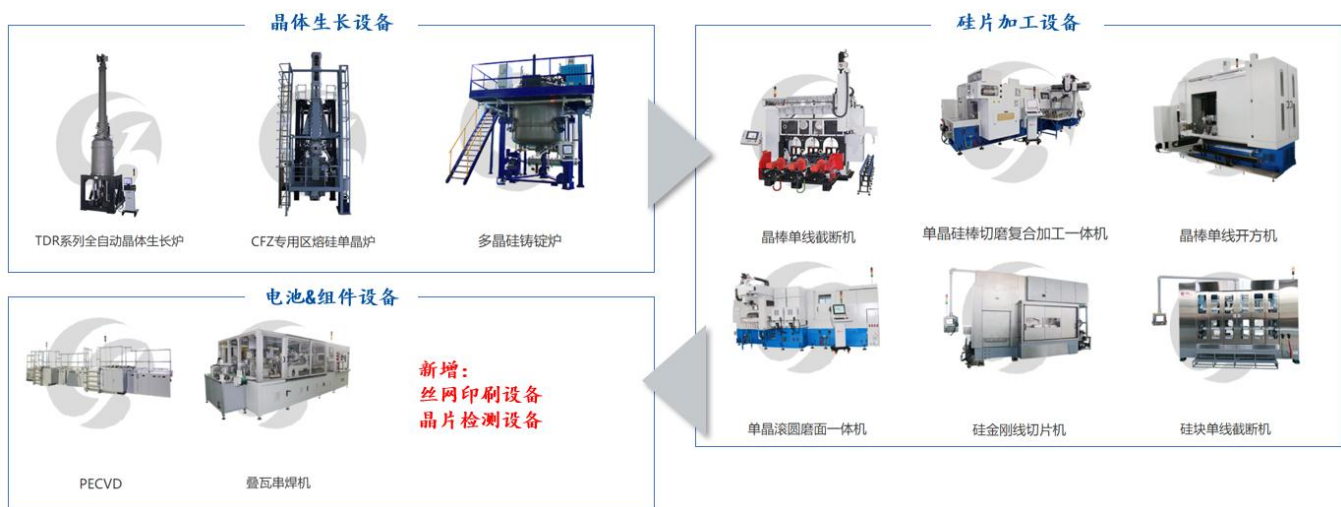 晶体生长设备
TDR系列全自动晶体生长炉
CFZ专用区熔硅单晶炉
多晶硅铸锭炉
硅片加工设备
晶棒单线截断机
单晶硅棒切磨复合加工一体机
晶棒单线开方机
单晶滚圆磨面一体机
硅金刚线切片机
硅块单线截断机
电池&组件设备
新增：
丝网印刷设备
晶片检测设备
PECVD
叠瓦串焊机